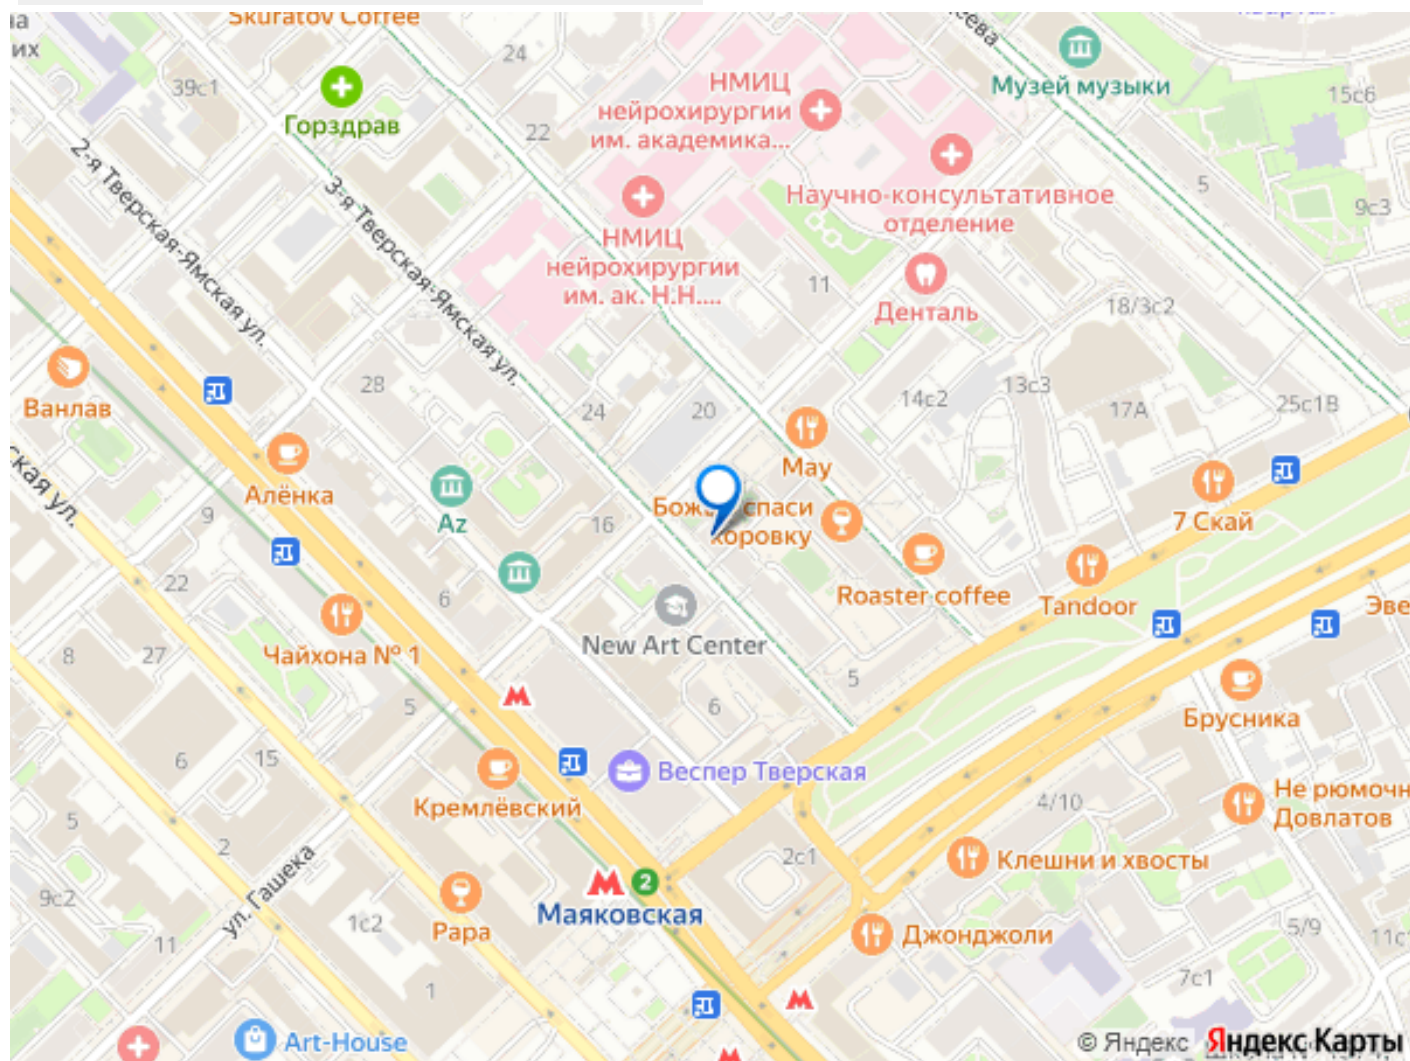 Skuratov Coffee
их
39с1
24
22
Горздрав
НМИЦ
нейрохирургии
им. академика...
Музей музыки
15с6
5
9с3
Научно-консультативное
отделение
НМИЦ
нейрохирургии
им. ак. Н.Н....
11
Денталь
18/3с2
2-я Тверская-Ямская ул.
3-я Тверская-Ямская ул.
Ванлав
28
24
20
14с2
13с3
17А
25с1В
Алёнка
Az
9
16
May
спаси
коровку
7 Скай
22
6
Roaster coffee
Tandoor
Эве
New Art Center
Чайхона № 1
8
27
5
6
5
Брусника
6
15
Веспер Тверская
Кремлёвский
4/10
Не рюмочн
Довлатов
5
2
ул. Гашека
2с1
Клешни и хвосты
2
Маяковская
9с2
1с2
Papa
11
Джонджоли
5/9
11с
7с1
1
Art-House
© Яндекс Яндекс Карты